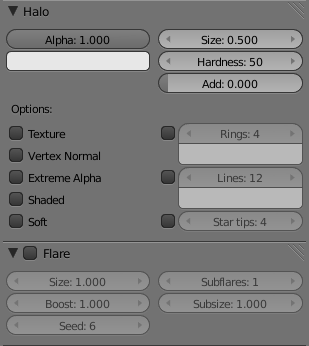 Halo
Alpha: 1.000
Size: 0.500
Hardness: 50
Add: 0.000
Options:
Texture
Rings: 4
Vertex Normal
Extreme Alpha
Lines: 12
Shaded
Soft
Star tips: 4
Flare
Size: 1.000
Subflares: 1
Boost: 1.000
Subsize: 1.000
Seed: 6